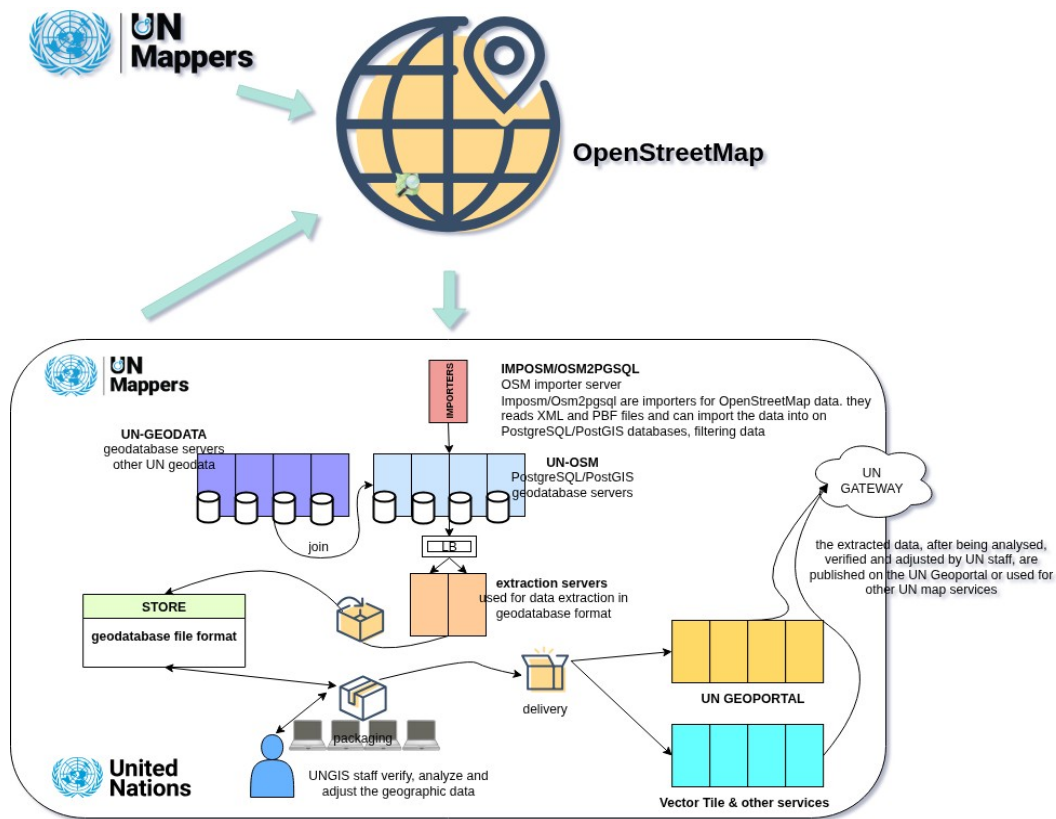 UN
Mappers
OpenStreetMap
UN
Mappers
IMPORTERS
IMPOSM/OSM2PGSQL
OSM importer server
Imposm/Osm2pgsql are importers for OpenStreetMap data. they
reads XML and PBF files and can import the data into on
PostgreSQL/PostGIS databases, filtering data
UN-GEODATA
geodatabase servers
other UN geodata
UN-OSM
PostgreSQL/PostGIS
geodatabase servers
UN
GATEWAY
join
LB
the extracted data, after being analysed,
verified and adjusted by UN staff, are
published on the UN Geoportal or used for
other UN map services
extraction servers
used for data extraction in
geodatabase format
STORE
geodatabase file format
UN GEOPORTAL
delivery
packaging
UNGIS staff verify, analyze and
adjust the geographic data
United
Nations
Vector Tile & other services